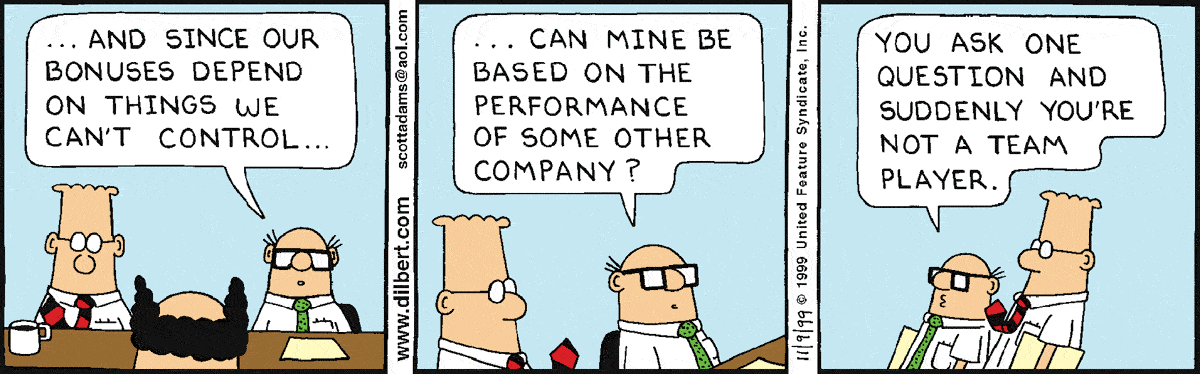 ... AND SINCE OUR
BONUSES DEPEND
ON THINGS WE
CAN'T CONTROL...
www.dilbert.com
scottadams@aol.com
... CAN MINE BE
BASED ON THE
PERFORMANCE
OF SOME OTHER
COMPANY?
11/9/99 © 1999 United Feature Syndicate, Inc.
YOU ASK ONE
QUESTION AND
SUDDENLY YOU'RE
NOT A TEAM
PLAYER.